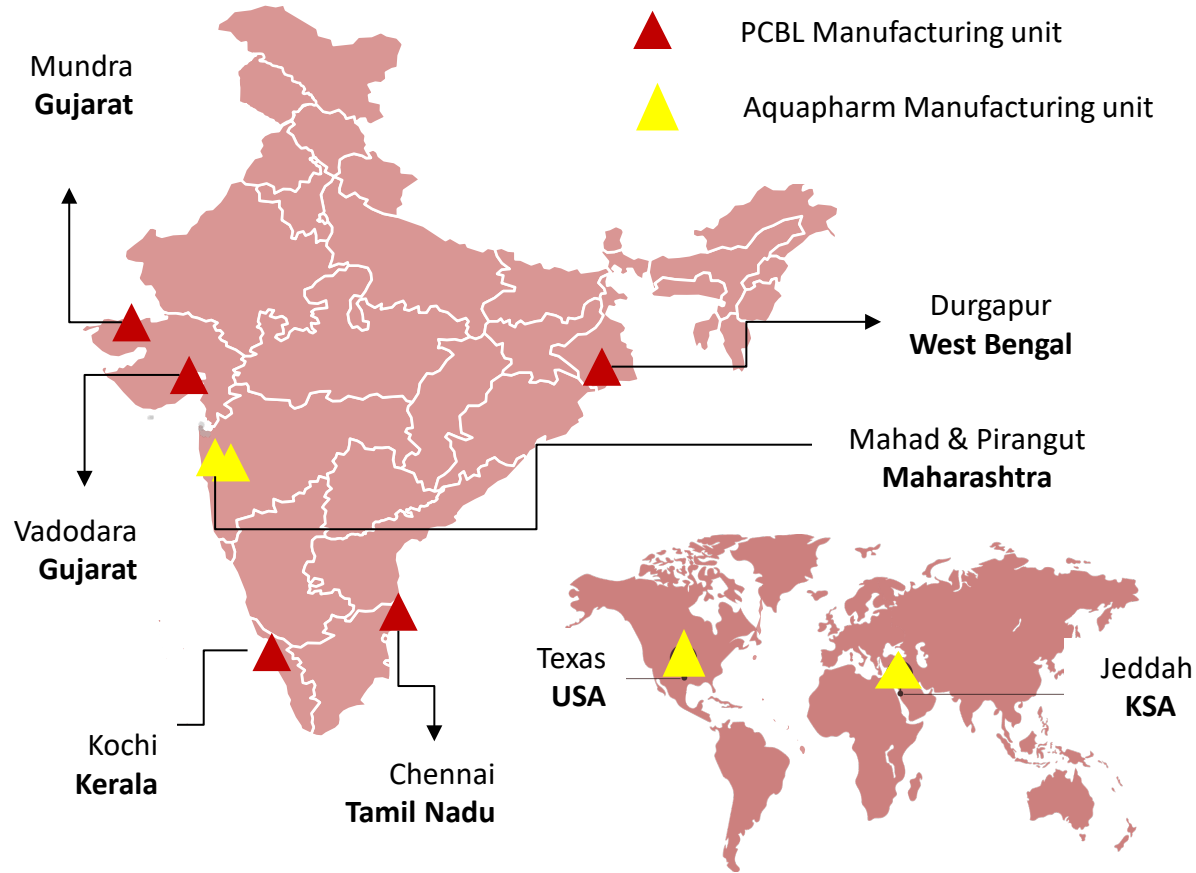 PCBL Manufacturing unit
Aquapharm Manufacturing unit
Mundra
Gujarat
Durgapur
West Bengal
Mahad & Pirangut
Maharashtra
Vadodara
Gujarat
Texas
USA
Jeddah
KSA
Kochi
Kerala
Chennai
Tamil Nadu